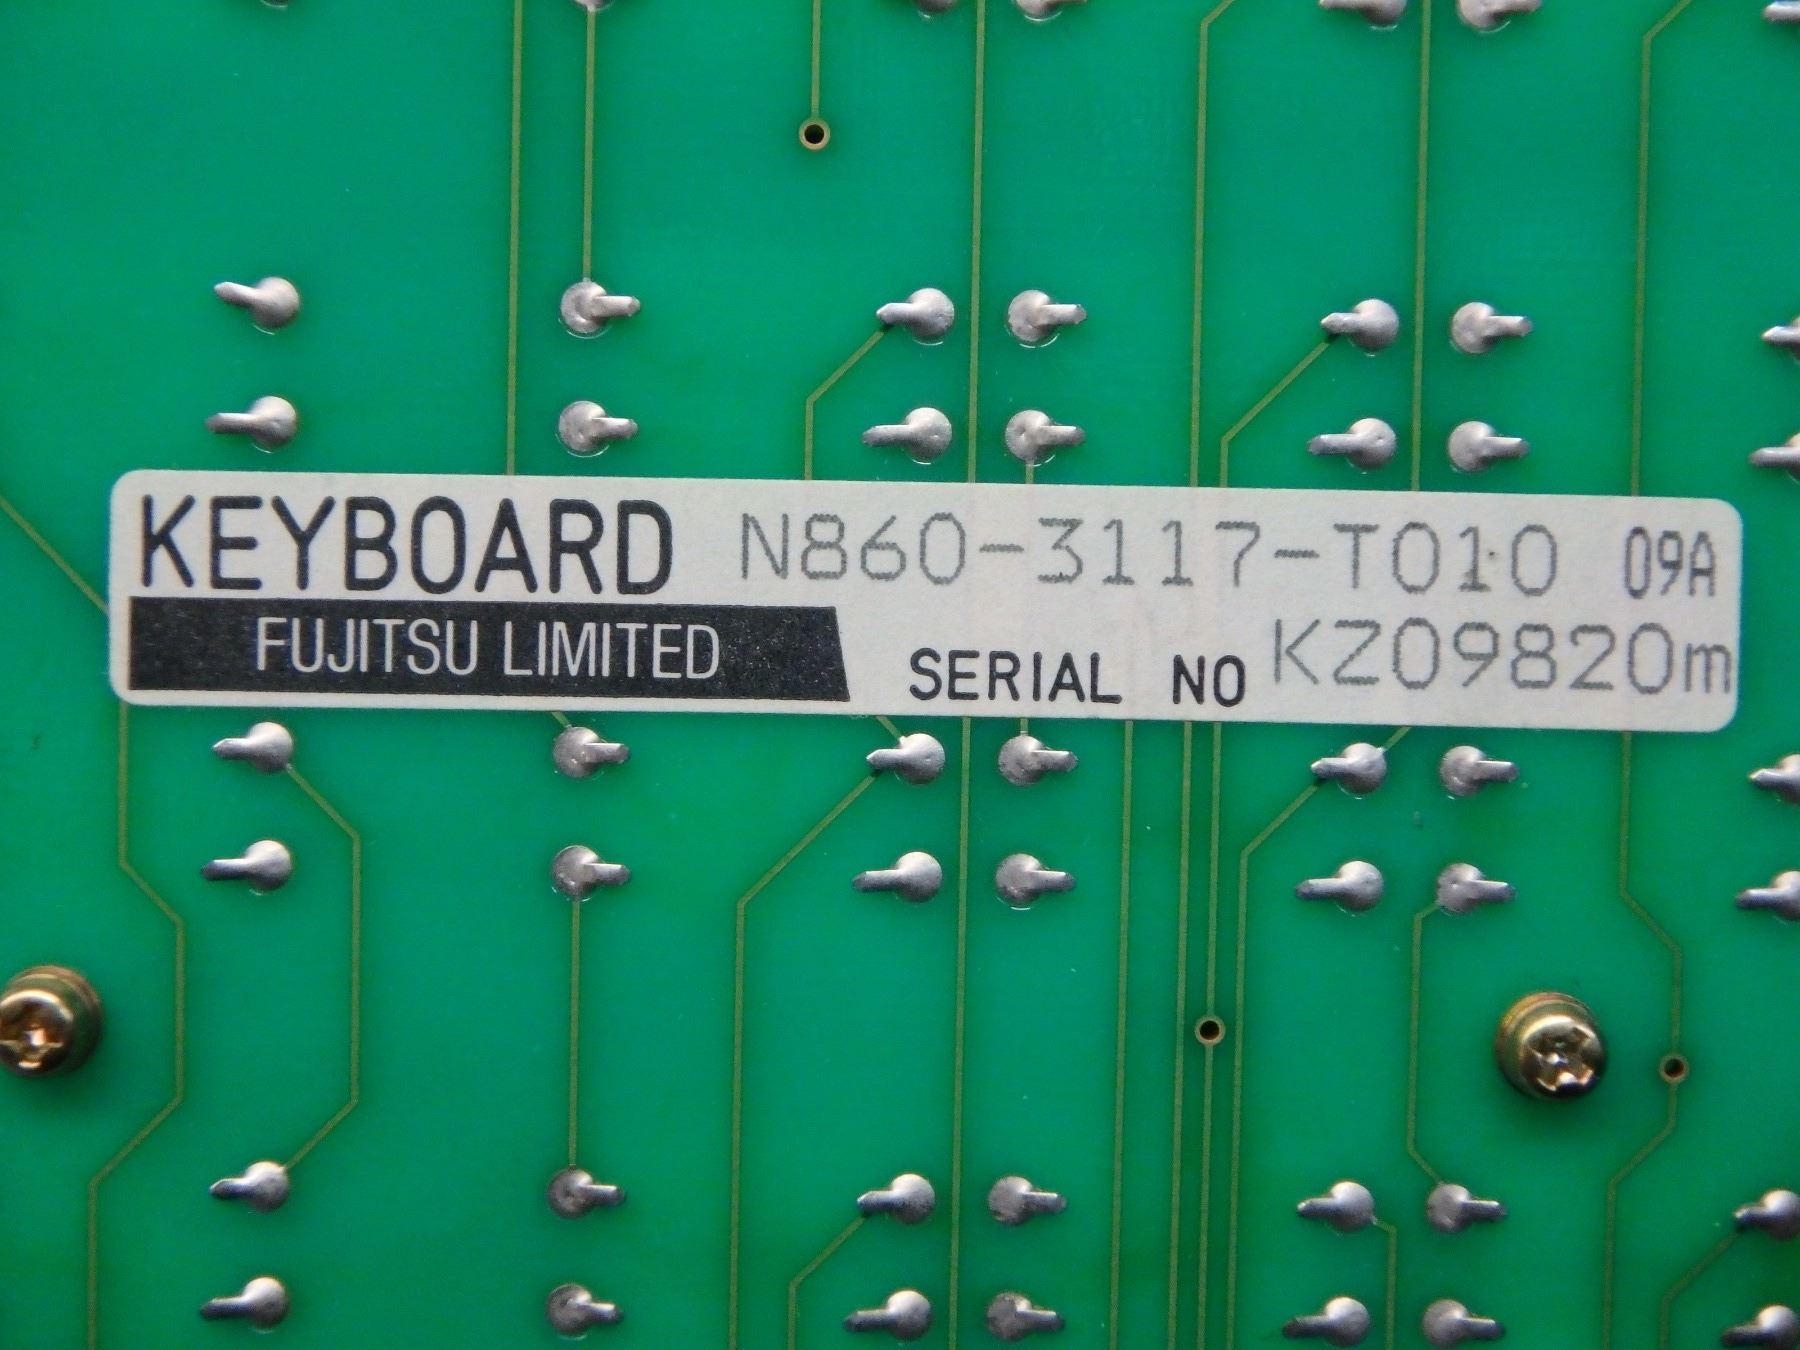 KEYBOARD N860-3117-T010 09A
FUJITSU LIMITED SERIAL NO KZ09820m